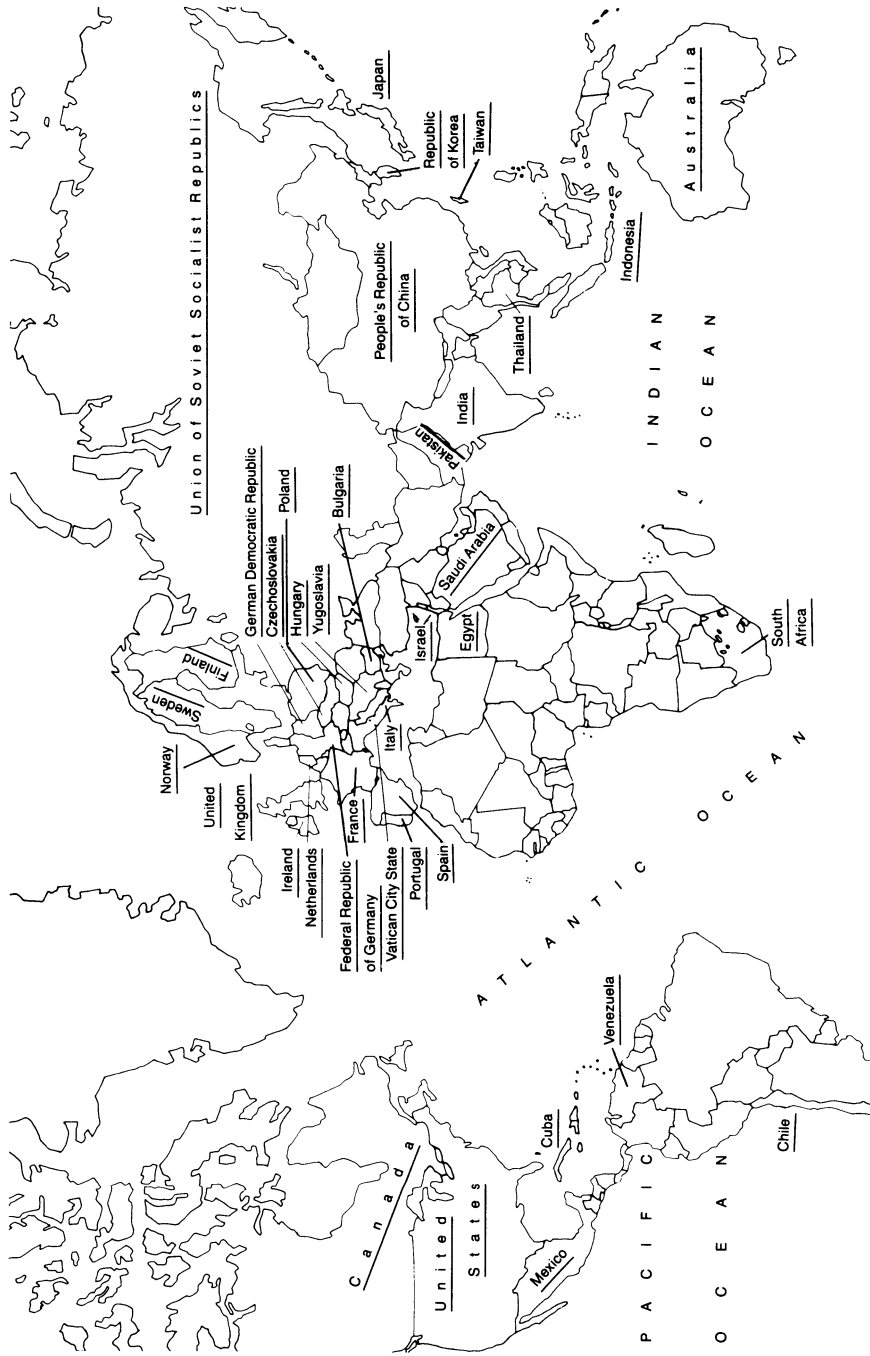 Canada
United
States
Mexico
Cuba
Venezuela
Chile
PACIFIC
OCEAN
ATLANTIC OCEAN
Norway
Sweden
Finland
United
Kingdom
Ireland
Netherlands
Federal Republic
of Germany
Vatican City State
Portugal
Spain
France
Italy
German Democratic Republic
Czechoslovakia
Poland
Hungary
Yugoslavia
Bulgaria
Union of Soviet Socialist Republics
Israel
Egypt
Saudi Arabia
Pakistan
India
People's Republic
of China
Thailand
Japan
Republic
of Korea
Taiwan
Indonesia
Australia
South
Africa
INDIAN
OCEAN